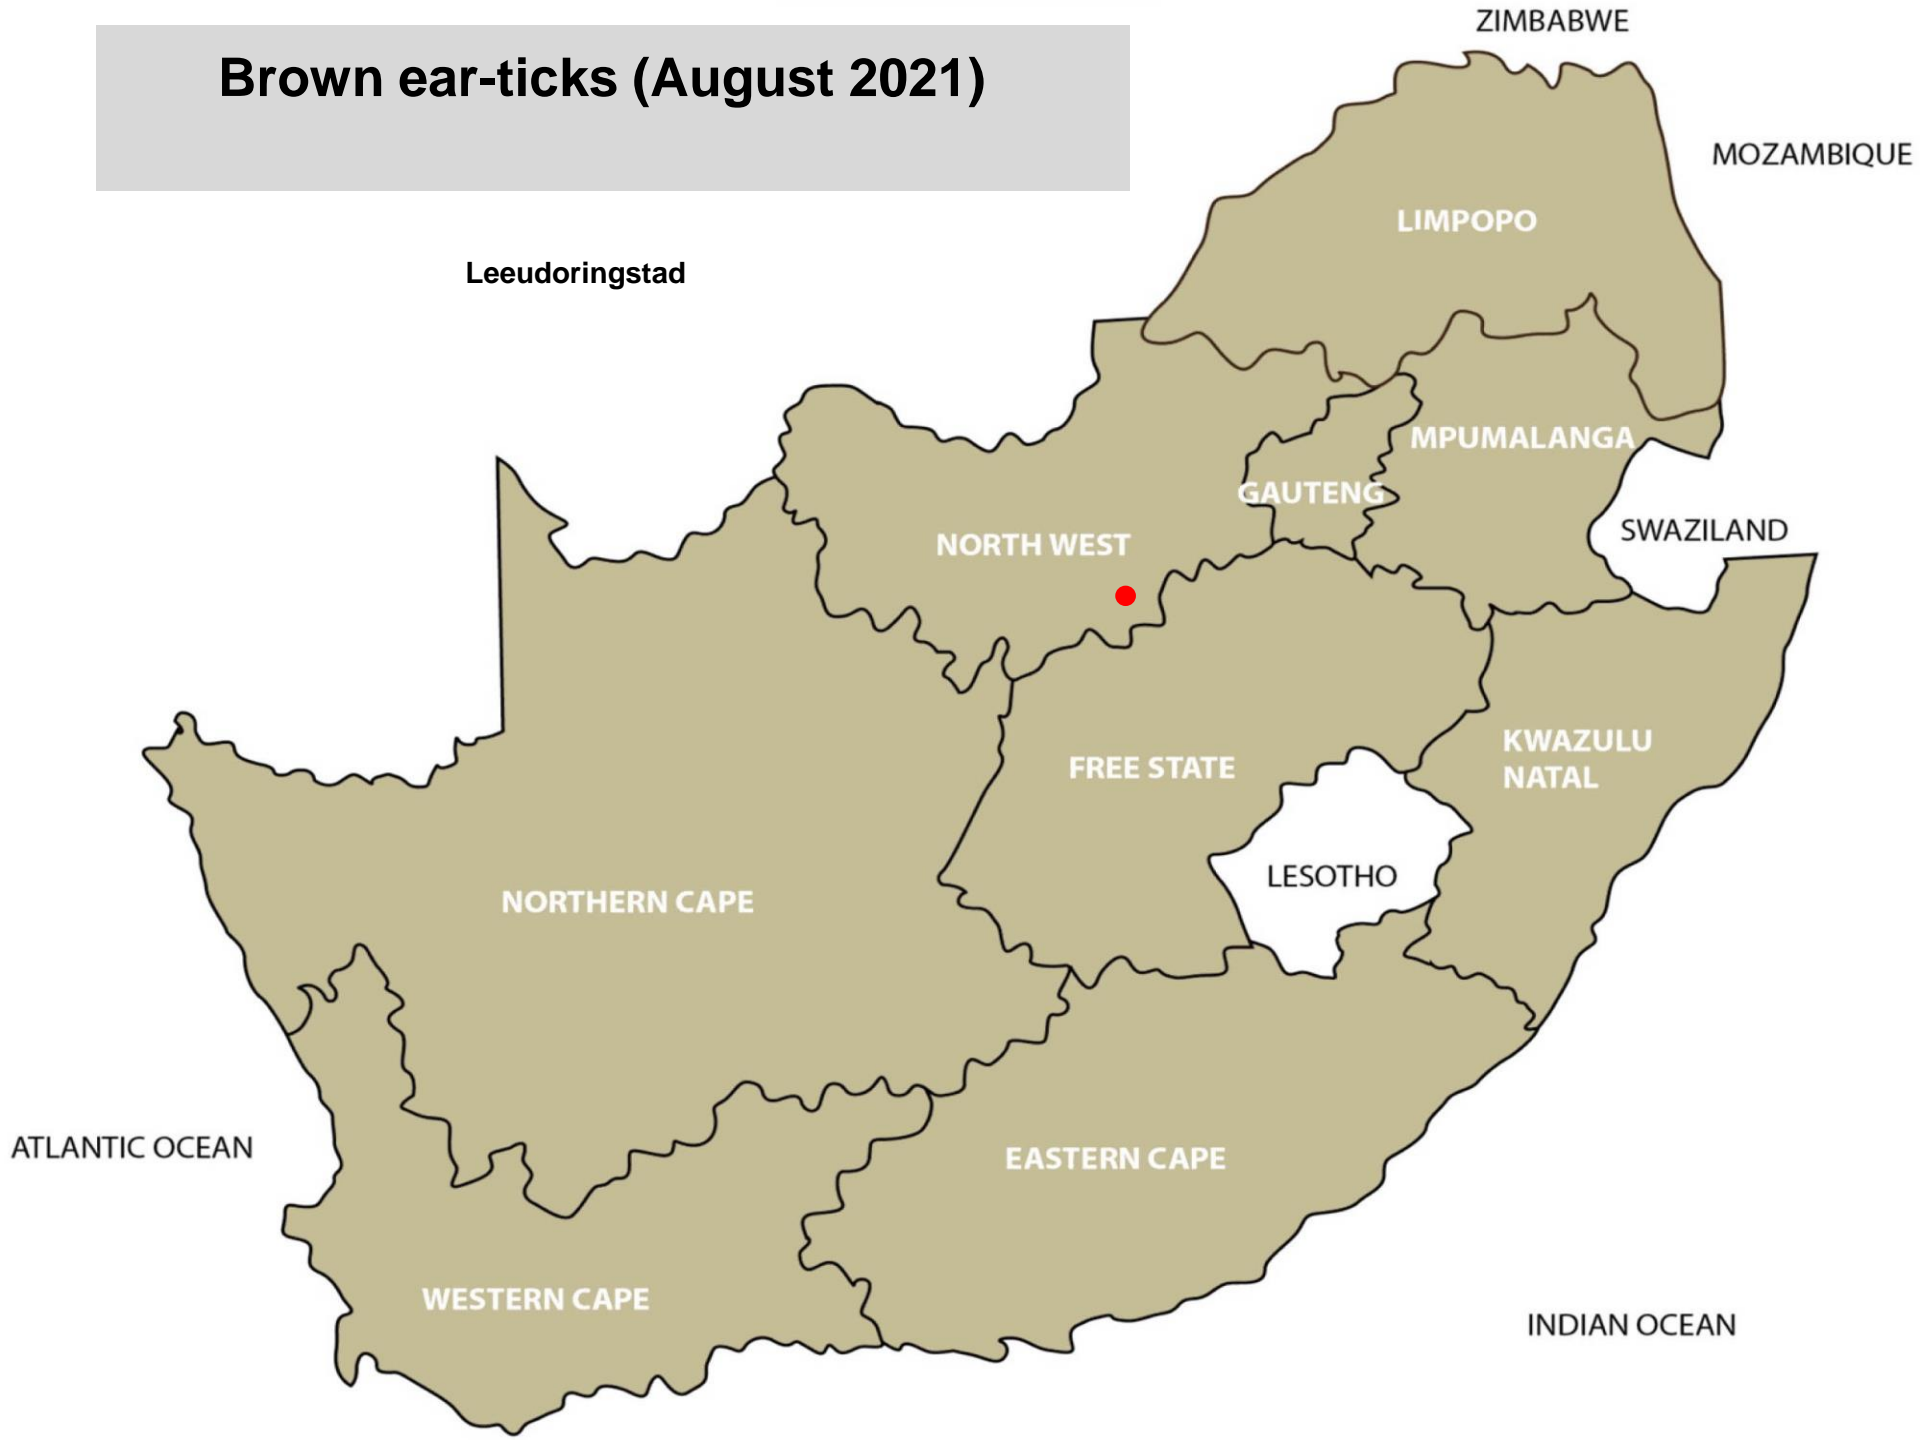 Brown ear-ticks (August 2021)
ZIMBABWE
MOZAMBIQUE
LIMPOPO
Leeudoringstad
MPUMALANGA
GAUTENG
NORTH WEST
SWAZILAND
KWAZULU
NATAL
FREE STATE
LESOTHO
NORTHERN CAPE
ATLANTIC OCEAN
EASTERN CAPE
WESTERN CAPE
INDIAN OCEAN